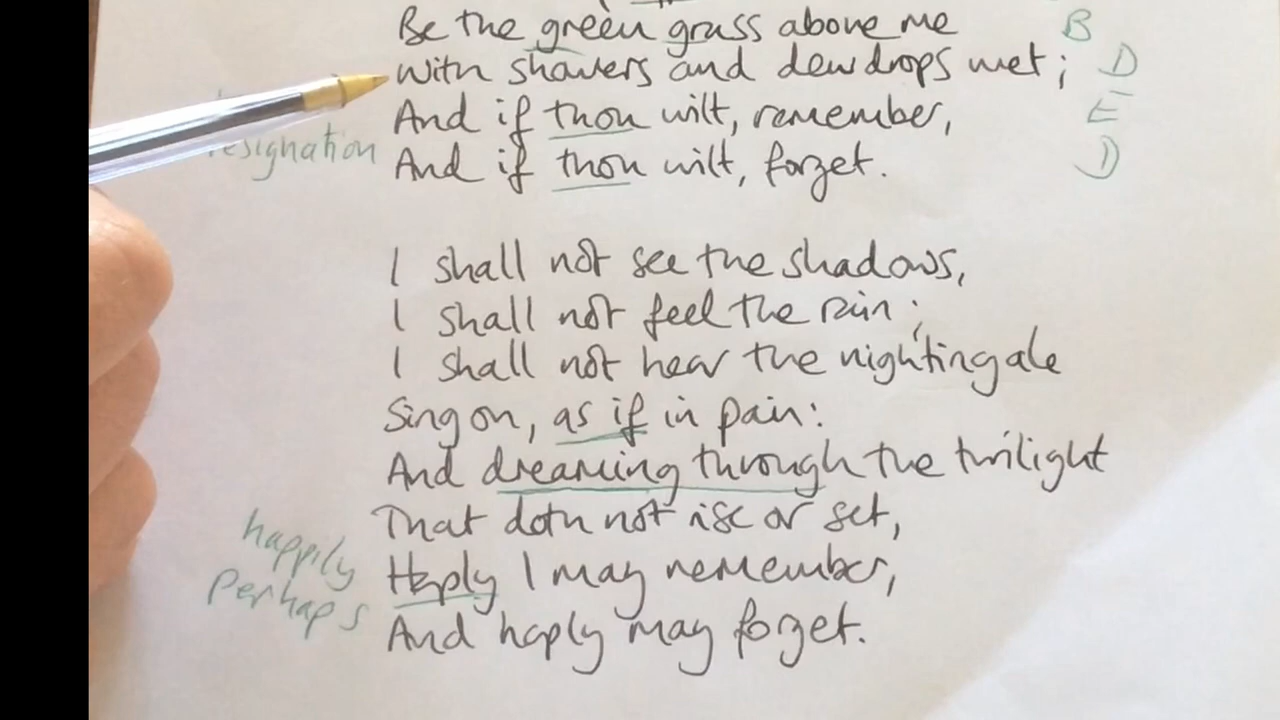 Be the green grass above me B
With showers and dewdrops wet; D
And if thou wilt, remember, E
resignation And if thou wilt, forget. D
I shall not see the shadows,
I shall not feel the rain;
I shall not hear the nightingale
Sing on, as if in pain:
And dreaming through the twilight
That doth not rise or set,
happily
Perhaps Haply I may remember,
And haply may forget.